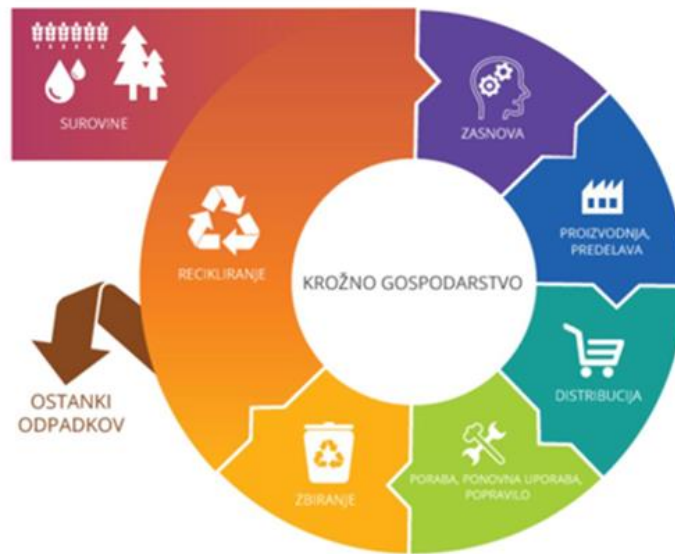 SUROVINE
ZASNOVA
PROIZVODNJA,
PREDELAVA
RECIKLIRANJE
KROŽNO GOSPODARSTVO
DISTRIBUCIJA
OSTANKI
ODPADKOV
PORABA, PONOVNA UPORABA,
POPRAVILO
ZBIRANJE